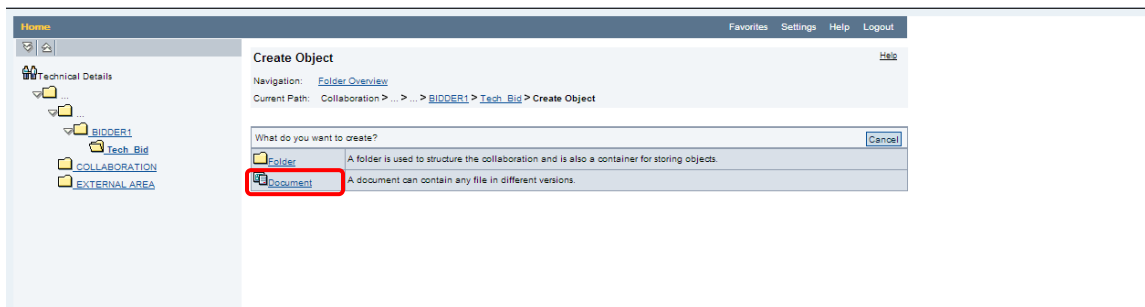 Home
Favorites Settings Help Logout
Technical Details
...
...
BIDDER1
Tech_Bid
COLLABORATION
EXTERNAL AREA
Create Object
Help
Navigation: Folder Overview
Current Path: Collaboration > ... > ... > BIDDER1 > Tech_Bid > Create Object
What do you want to create?
Cancel
Folder A folder is used to structure the collaboration and is also a container for storing objects.
Document A document can contain any file in different versions.